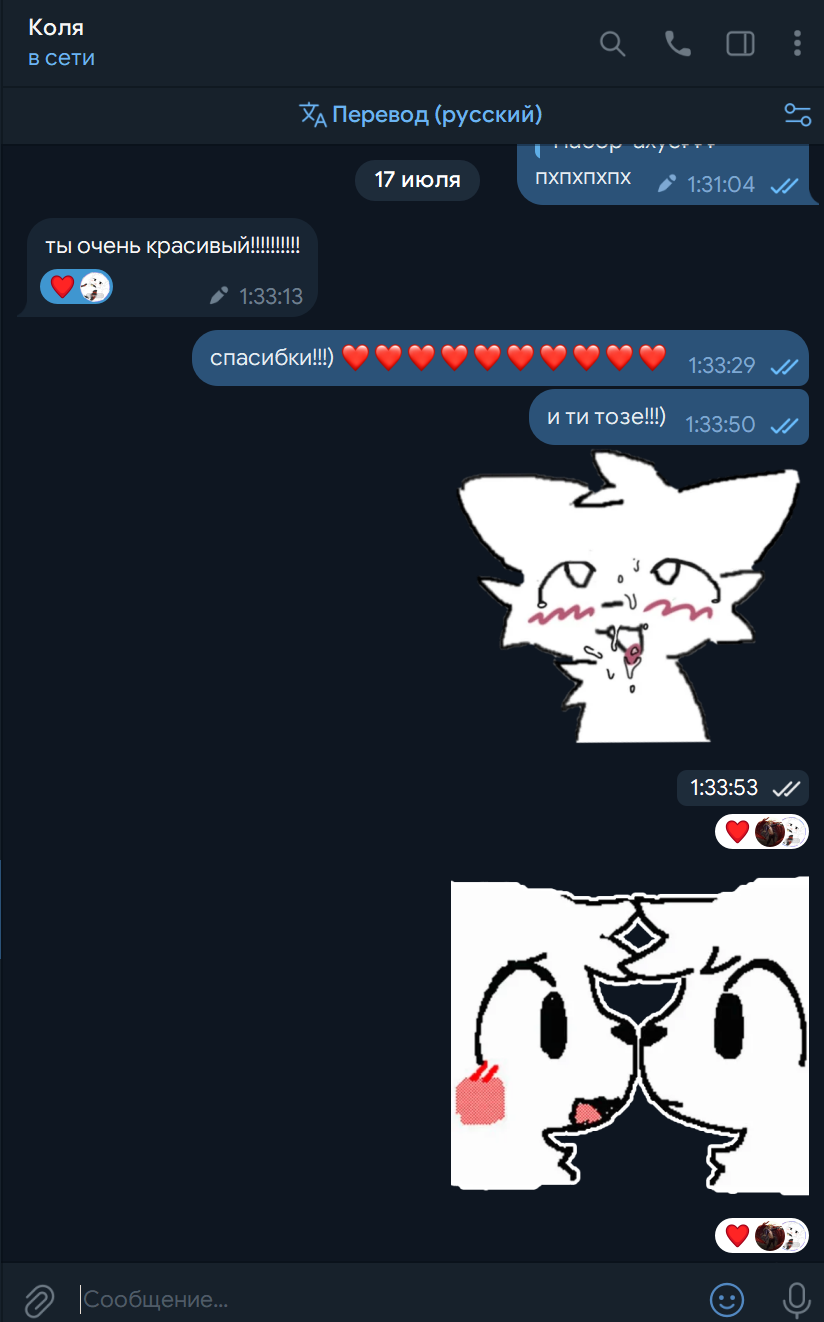 Коля
в сети
Перевод (русский)
17 июля
пхпхпхпх 1:31:04
ты очень красивый!!!!!!!!!!
1:33:13
спасибки!!!) ❤️❤️❤️❤️❤️❤️❤️❤️❤️❤️ 1:33:29
и ти тозе!!!) 1:33:50
1:33:53
Сообщение...